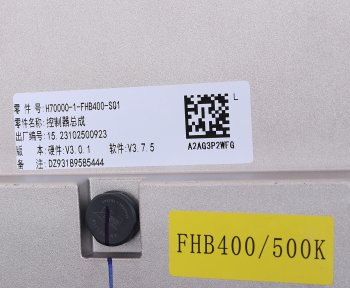 零 件 号:H70000-1-FHB400-SG1
零件名称:控制器总成
出厂编号:15.23102500923
版 本:硬件:V3.0.1 软件:V3.7.5
备 注:DZ93189585444
L
A2AG3P2WFG
FHB400/500K